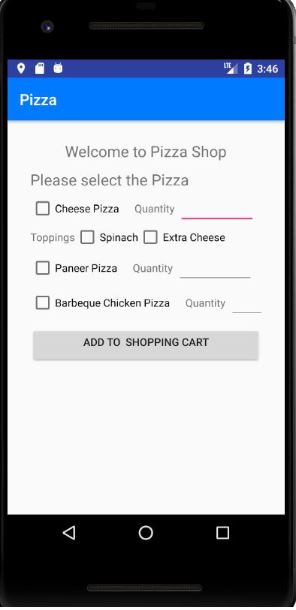 LTE 3:46
Pizza
Welcome to Pizza Shop
Please select the Pizza
Cheese Pizza Quantity
Toppings Spinach Extra Cheese
Paneer Pizza Quantity
Barbeque Chicken Pizza Quantity
ADD TO SHOPPING CART